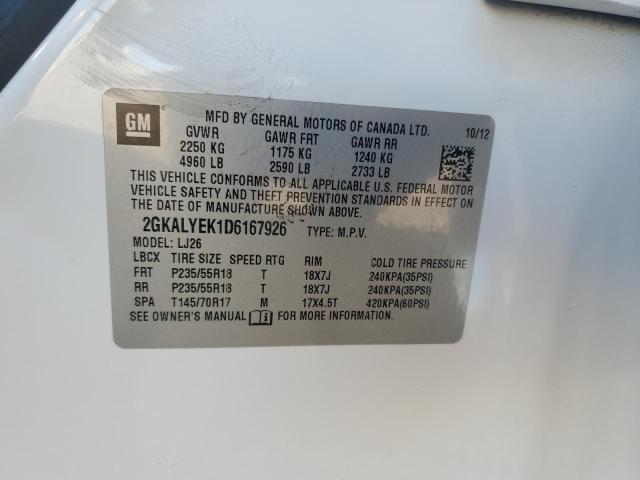 GM
MFD BY GENERAL MOTORS OF CANADA LTD. 10/12
GVWR GAWR FRT GAWR RR
2250 KG 1175 KG 1240 KG
4960 LB 2590 LB 2733 LB
THIS VEHICLE CONFORMS TO ALL APPLICABLE U.S. FEDERAL MOTOR
VEHICLE SAFETY AND THEFT PREVENTION STANDARDS IN EFFECT ON
THE DATE OF MANUFACTURE SHOWN ABOVE.
2GKALYEK1D6167926 TYPE: M.P.V.
MODEL: LJ26
LBCX TIRE SIZE SPEED RTG RIM COLD TIRE PRESSURE
FRT P235/55R18 T 18X7J 240KPA(35PSI)
RR P235/55R18 T 18X7J 240KPA(35PSI)
SPA T145/70R17 M 17X4.5T 420KPA(60PSI)
SEE OWNER'S MANUAL FOR MORE INFORMATION.